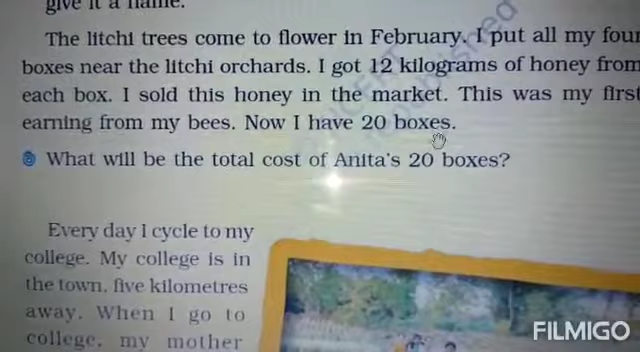 give it a name.
The litchi trees come to flower in February. I put all my four
boxes near the litchi orchards. I got 12 kilograms of honey from
each box. I sold this honey in the market. This was my first
earning from my bees. Now I have 20 boxes.
What will be the total cost of Anita's 20 boxes?
Every day I cycle to my
college. My college is in
the town, five kilometres
away. When I go to
college, my mother
FILMIGO